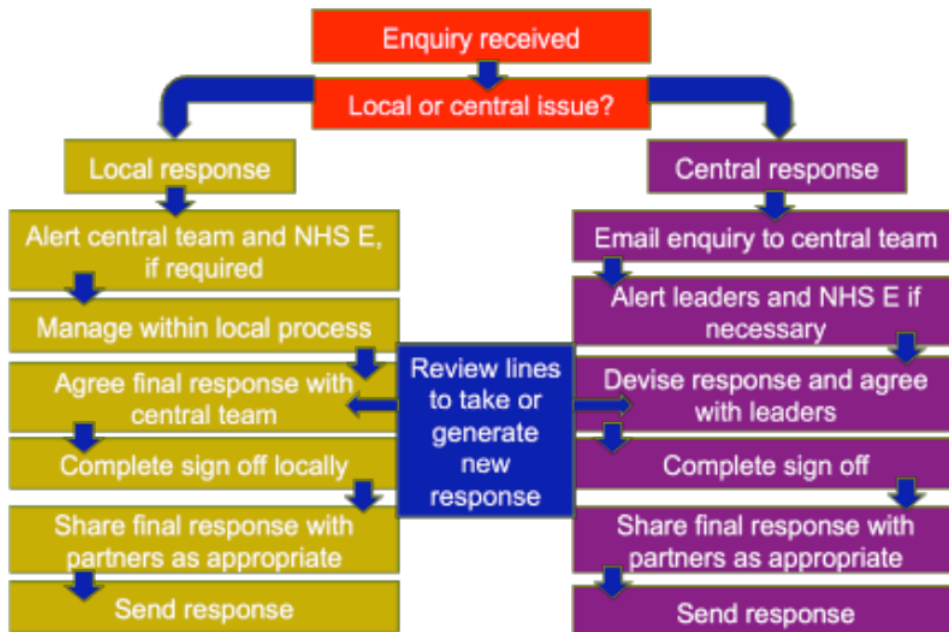 Enquiry received
Local or central issue?
Local response
Alert central team and NHS E,
if required
Manage within local process
Agree final response with
central team
Complete sign off locally
Share final response with
partners as appropriate
Send response
Review lines
to take or
generate
new
response
Central response
Email enquiry to central team
Alert leaders and NHS E if
necessary
Devise response and agree
with leaders
Complete sign off
Share final response with
partners as appropriate
Send response